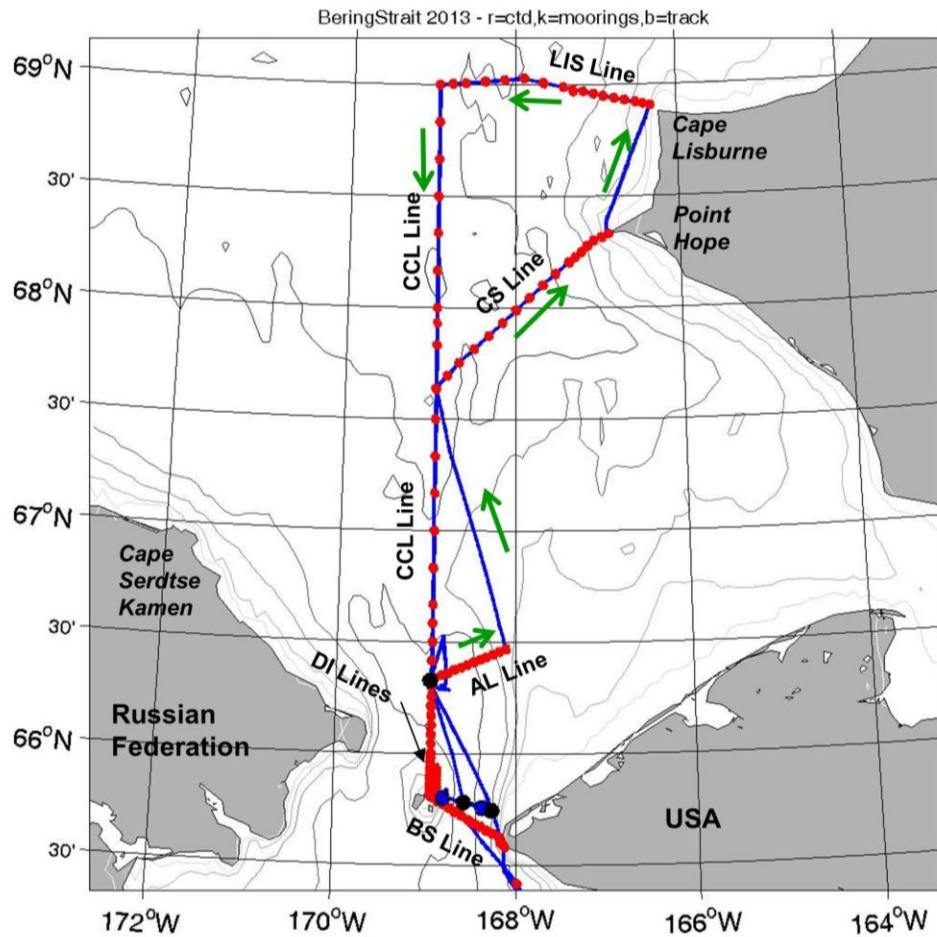 BeringStrait 2013 - r=ctd,k=moorings,b=track
69°N
LIS Line
Cape
Lisburne
30'
CCL Line
Point
Hope
CS Line
68°N
30'
CCL Line
67°N
Cape
Serdtse
Kamen
30'
DI Lines
AL Line
Russian
Federation
66°N
USA
BS Line
30'
172°W
170°W
168°W
166°W
164°W